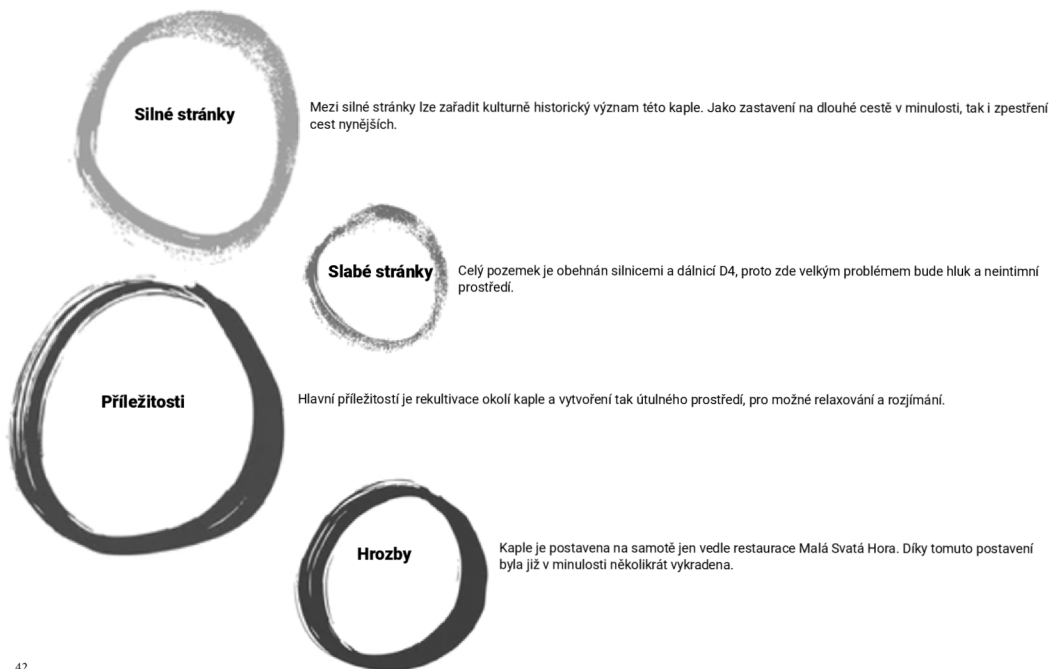 Silné stránky
Mezi silné stránky lze zařadit kulturně historický význam této kaple. Jako zastavení na dlouhé cestě v minulosti, tak i zpestření
cest nynějších.
Slabé stránky
Celý pozemek je obehnán silnicemi a dálnicí D4, proto zde velkým problémem bude hluk a neintimní
prostředí.
Příležitosti
Hlavní příležitostí je rekultivace okolí kaple a vytvoření tak útulného prostředí, pro možné relaxování a rozjímání.
Hrozby
Kaple je postavena na samotě jen vedle restaurace Malá Svatá Hora. Díky tomuto postavení
byla již v minulosti několikrát vykradena.
42